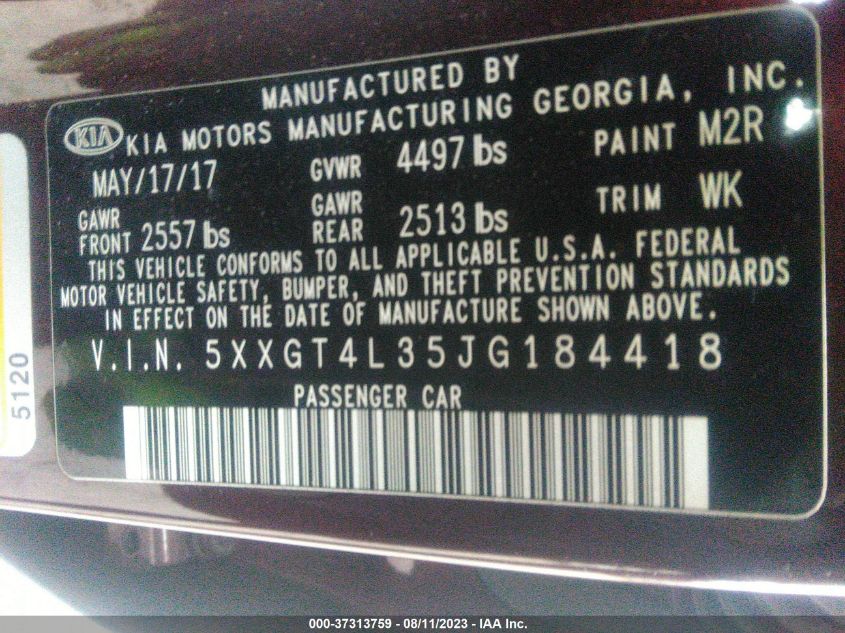 MANUFACTURED BY
KIA KIA MOTORS MANUFACTURING GEORGIA, INC.
MAY/17/17 GVWR 4497 lbs PAINT M2R
GAWR FRONT 2557 lbs GAWR REAR 2513 lbs TRIM WK
THIS VEHICLE CONFORMS TO ALL APPLICABLE U.S.A. FEDERAL
MOTOR VEHICLE SAFETY, BUMPER, AND THEFT PREVENTION STANDARDS
IN EFFECT ON THE DATE OF MANUFACTURE SHOWN ABOVE.
V.I.N. 5XXGT4L35JG184418
PASSENGER CAR
5120
000-37313759 - 08/11/2023 - IAA Inc.